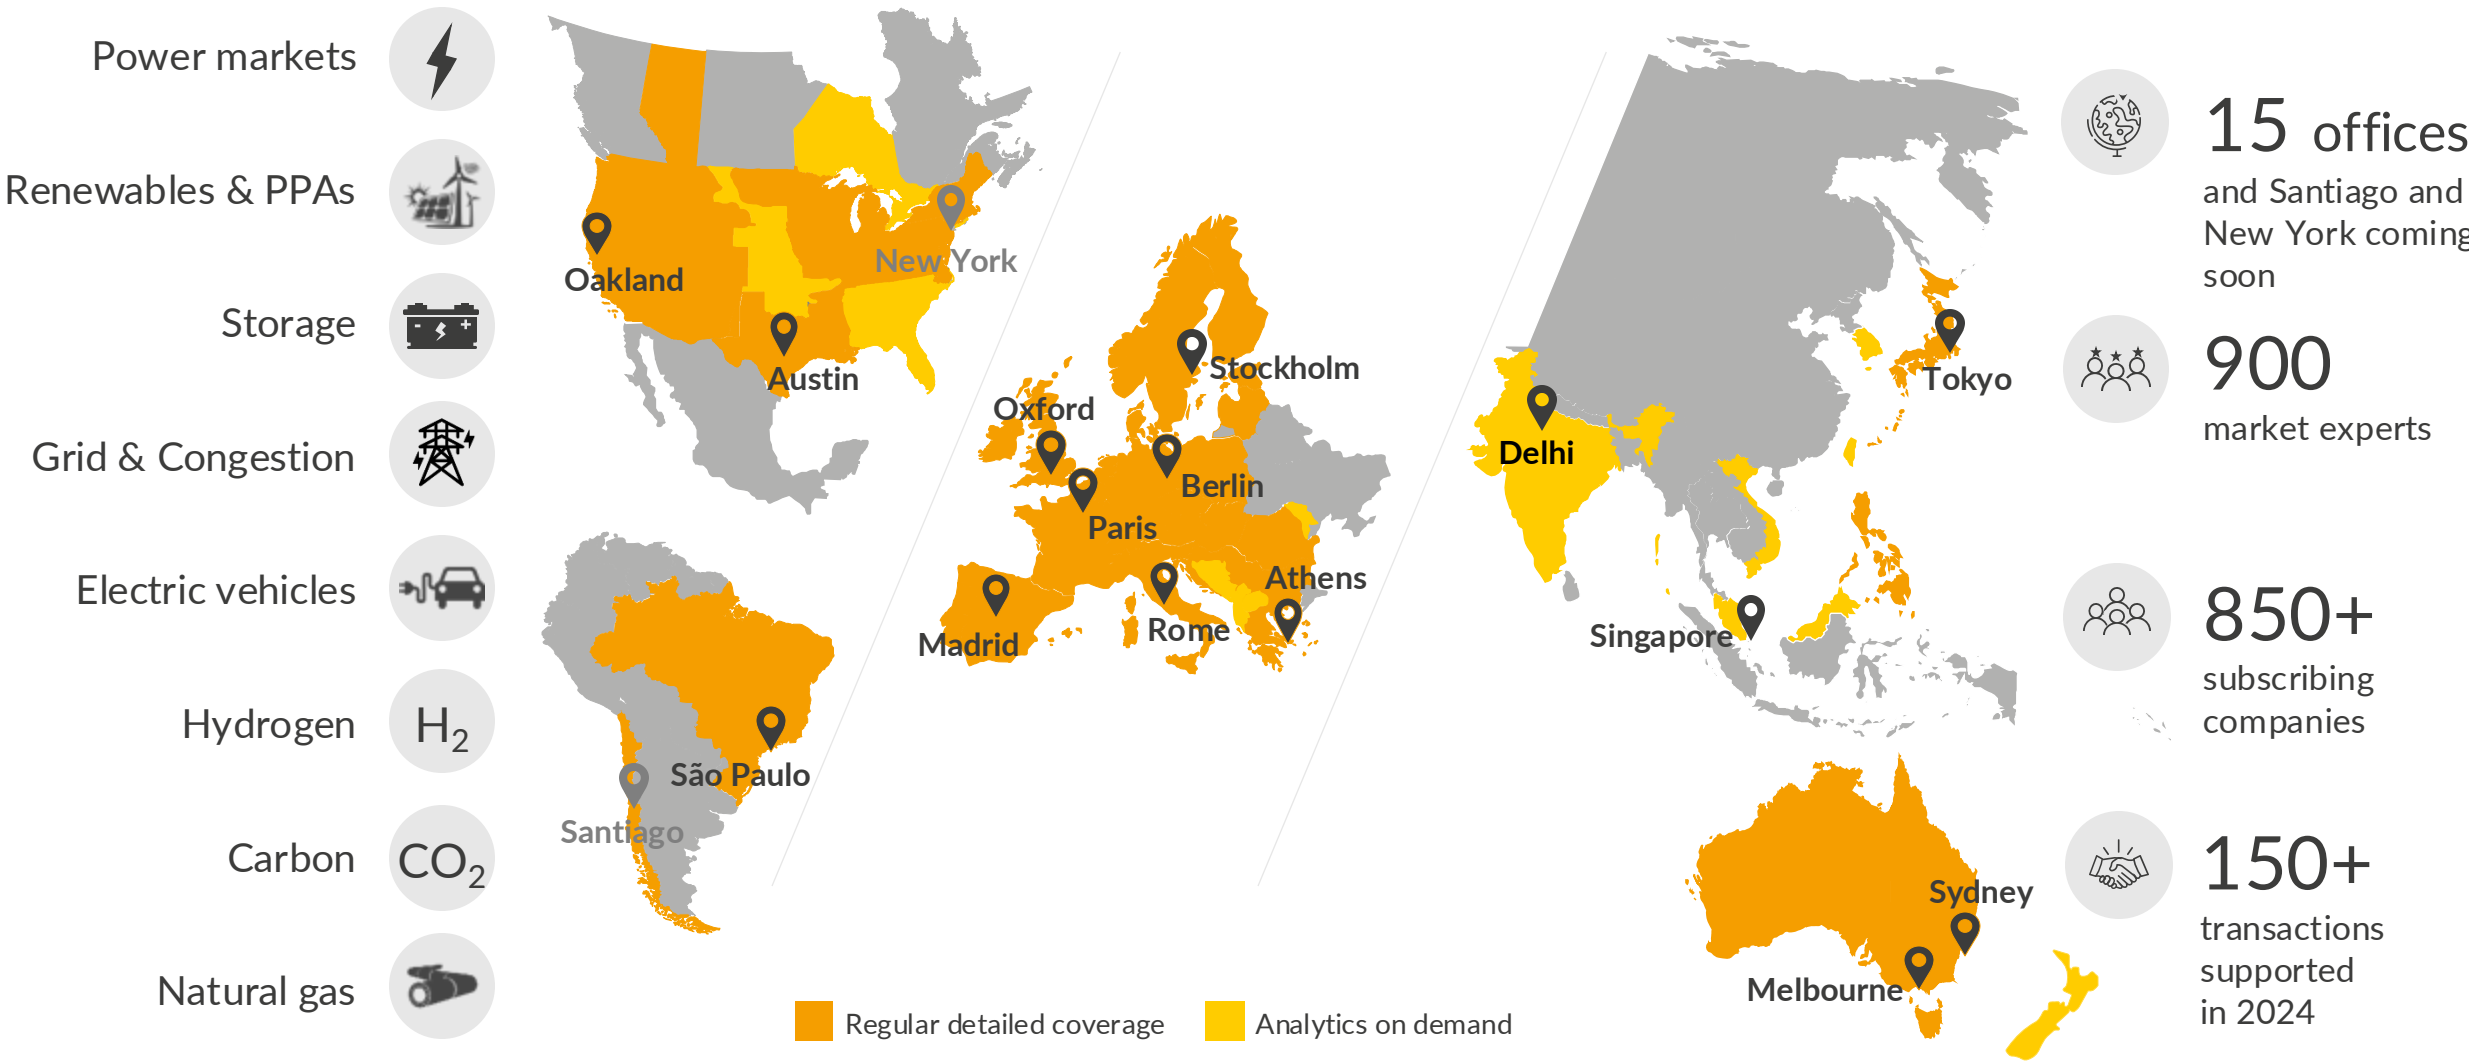 Power markets
Renewables & PPAs
Storage
Grid & Congestion
Electric vehicles
Hydrogen
H2
Carbon
CO2
Natural gas
Oakland
New York
Austin
São Paulo
Santiago
Stockholm
Oxford
Berlin
Paris
Athens
Madrid
Rome
Delhi
Tokyo
Singapore
Sydney
Melbourne
Regular detailed coverage
Analytics on demand
15 offices
and Santiago and
New York coming
soon
900
market experts
850+
subscribing
companies
150+
transactions
supported
in 2024